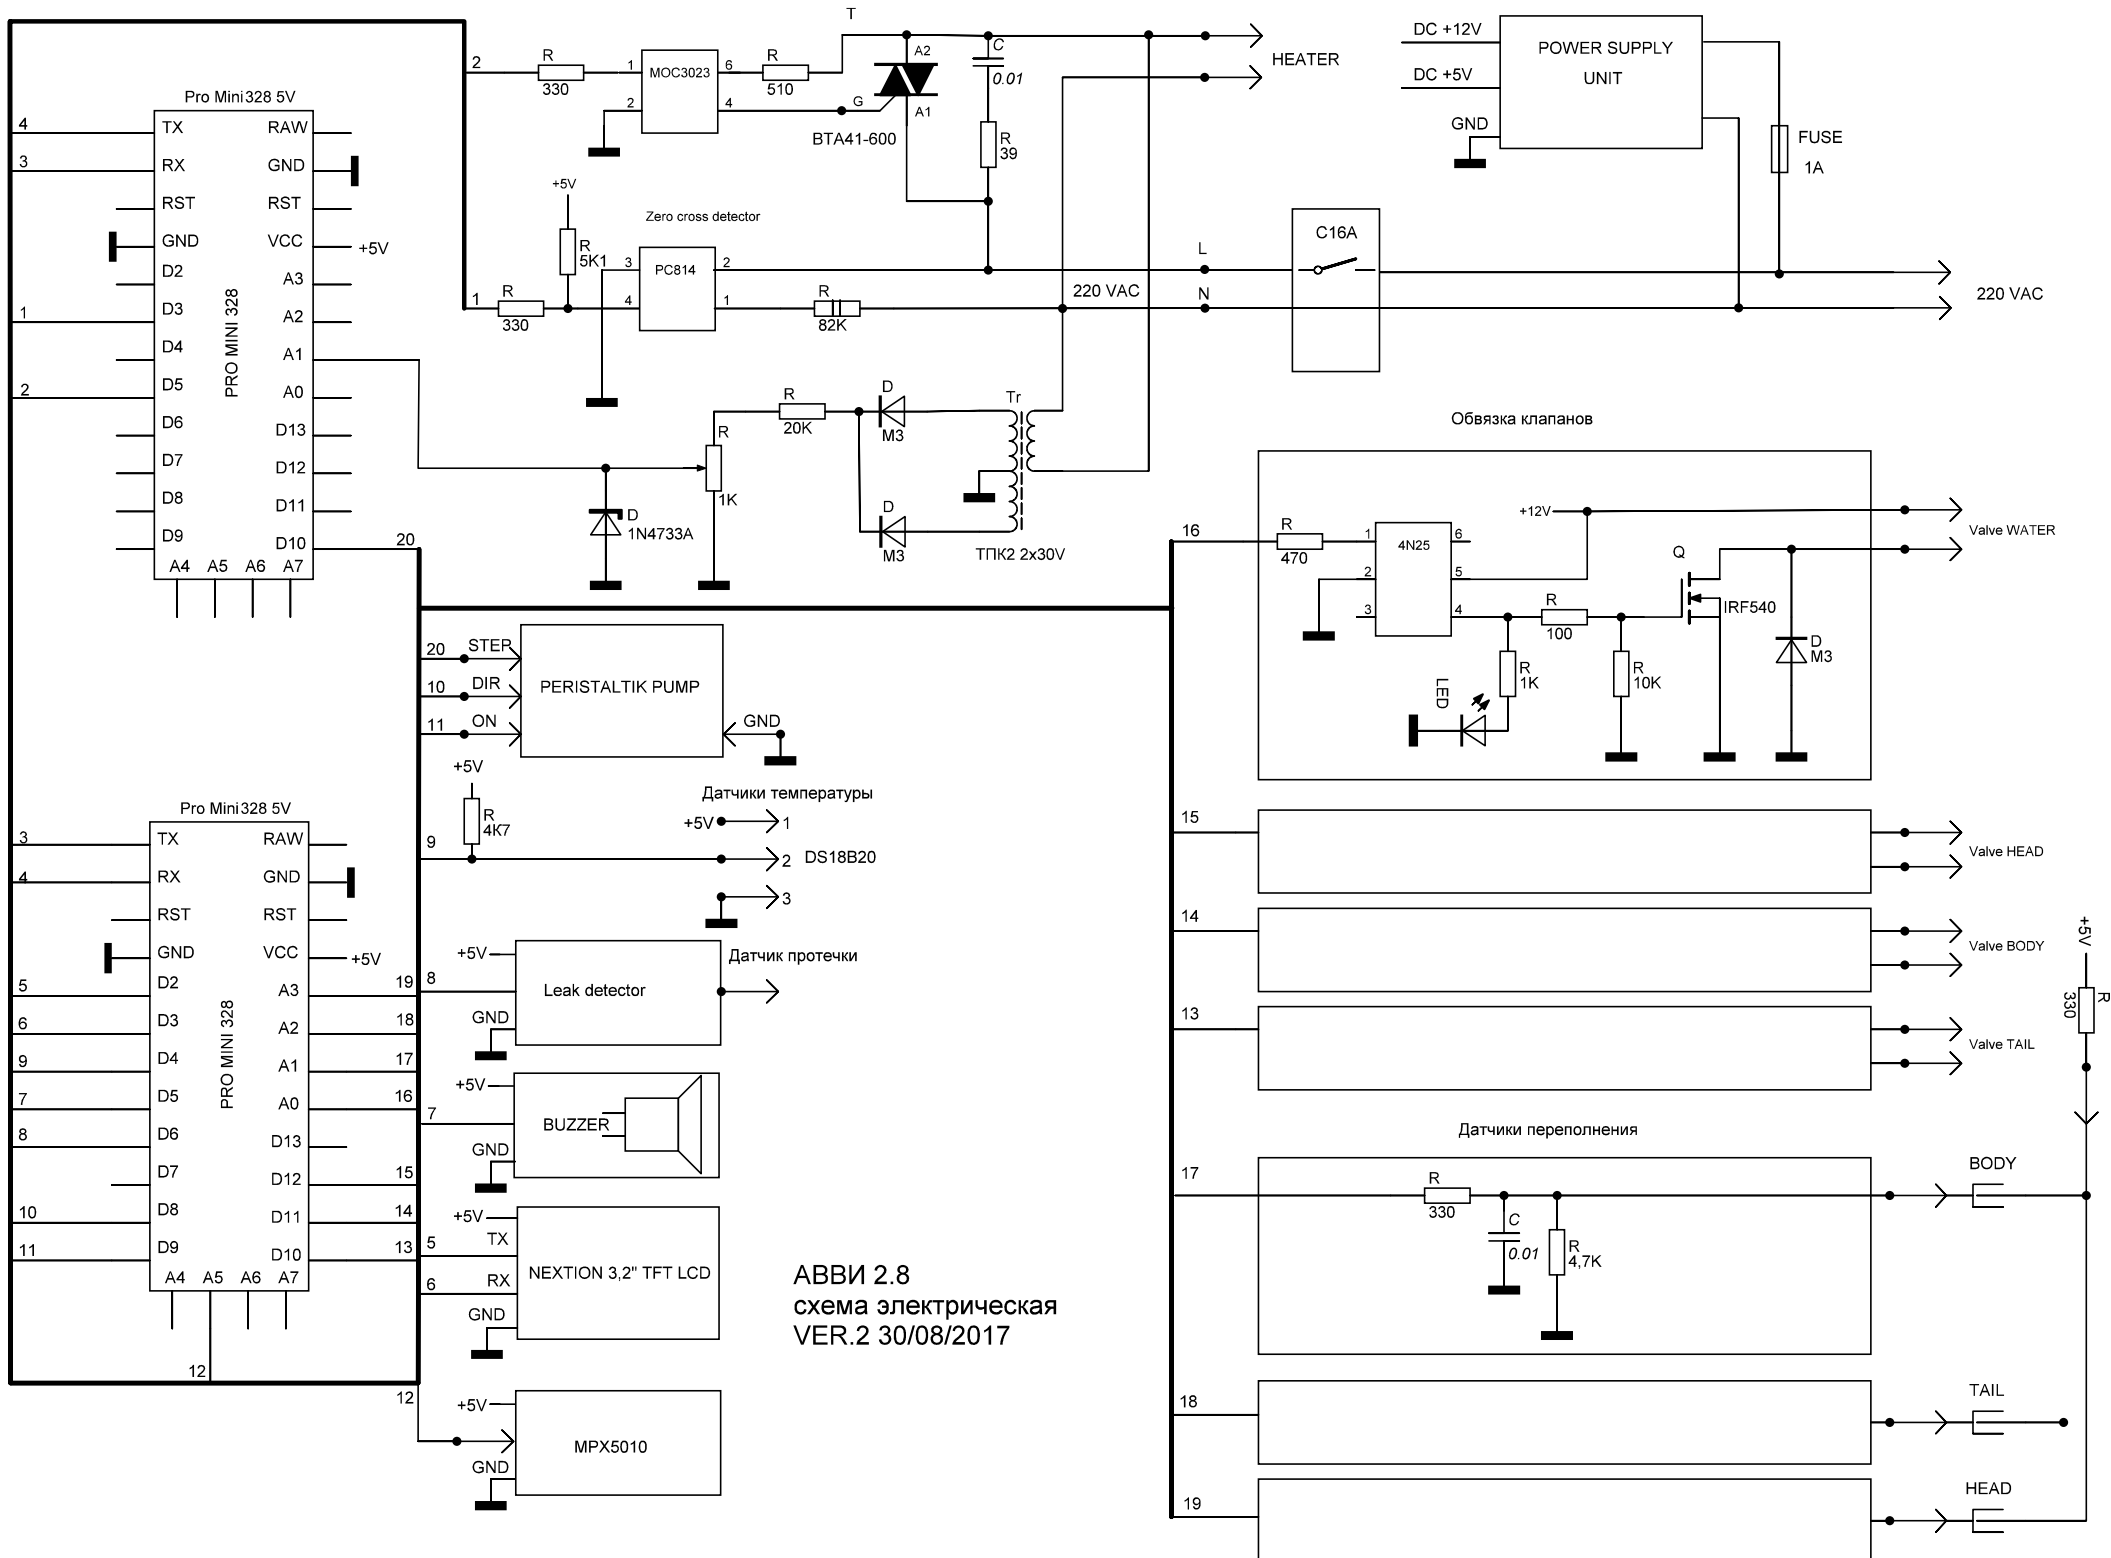 T
2
R
330
1
MOC3023
2
6
4
R
510
A2
G
A1
BTA41-600
C
0.01
R
39
HEATER
DC +12V
DC +5V
GND
POWER SUPPLY
UNIT
FUSE
1A
Pro Mini328 5V
4
TX
RAW
3
RX
GND
RST
RST
GND
VCC
+5V
D2
A3
1
D3
A2
D4
A1
2
D5
A0
D6
D13
D7
D12
D8
D11
D9
D10
20
PRO MINI 328
A4
A5
A6
A7
+5V
R
5K1
Zero cross detector
1
R
330
3
4
PC814
2
1
R
82K
220 VAC
L
N
C16A
220 VAC
R
20K
D
M3
D
M3
Tr
ТПК2 2x30V
R
1K
D
1N4733A
Обвязка клапанов
16
R
470
1
2
3
4N25
6
5
4
+12V
Q
IRF540
R
100
R
1K
R
10K
LED
D
M3
Valve WATER
20
STEP
10
DIR
11
ON
PERISTALTIK PUMP
GND
+5V
R
4K7
9
Датчики температуры
+5V
1
2
DS18B20
3
+5V
8
Leak detector
GND
Датчик протечки
+5V
7
BUZZER
GND
+5V
5
TX
6
RX
NEXTION 3,2" TFT LCD
GND
12
+5V
MPX5010
GND
Pro Mini328 5V
3
TX
RAW
4
RX
GND
RST
RST
GND
VCC
+5V
5
D2
A3
19
6
D3
A2
18
9
D4
A1
17
7
D5
A0
16
8
D6
D13
D7
D12
15
10
D8
D11
14
11
D9
D10
13
PRO MINI 328
A4
A5
A6
A7
12
АВВИ 2.8
схема электрическая
VER.2 30/08/2017
15
Valve HEAD
14
Valve BODY
13
Valve TAIL
+5V
R
330
Датчики переполнения
17
R
330
C
0.01
R
4,7K
BODY
18
TAIL
19
HEAD